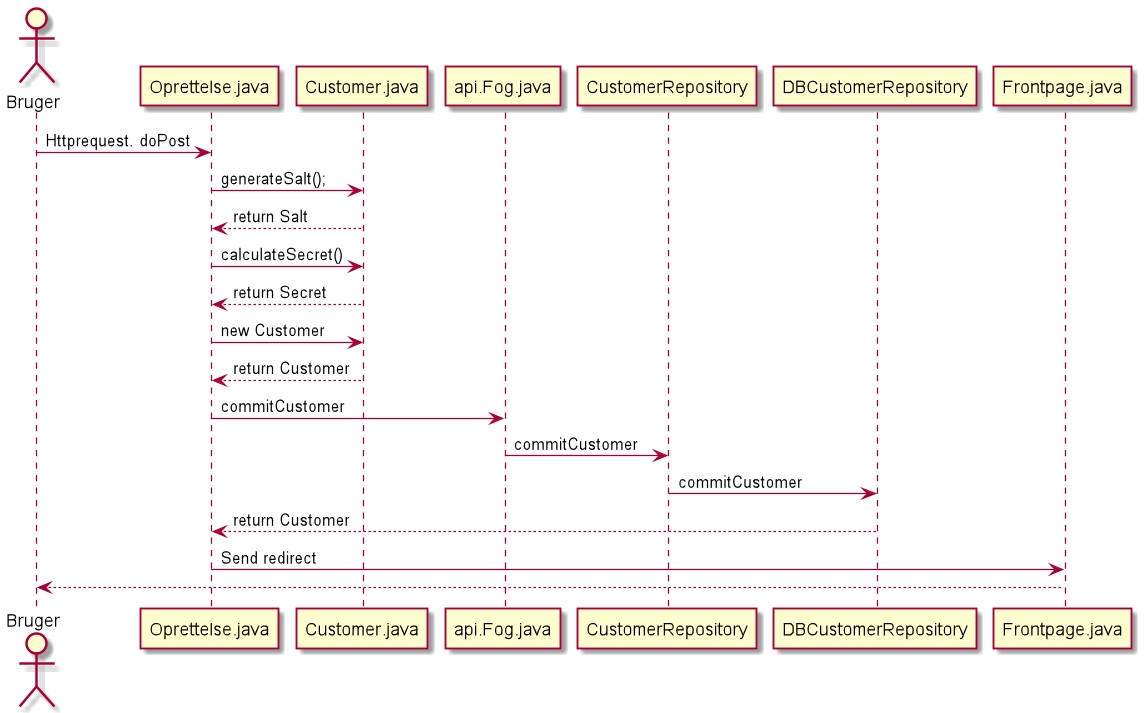 Bruger
Oprettelse.java
Customer.java
api.Fog.java
CustomerRepository
DBCustomerRepository
Frontpage.java
Httprequest. doPost
generateSalt();
return Salt
calculateSecret()
return Secret
new Customer
return Customer
commitCustomer
commitCustomer
commitCustomer
return Customer
Send redirect
Bruger
Oprettelse.java
Customer.java
api.Fog.java
CustomerRepository
DBCustomerRepository
Frontpage.java